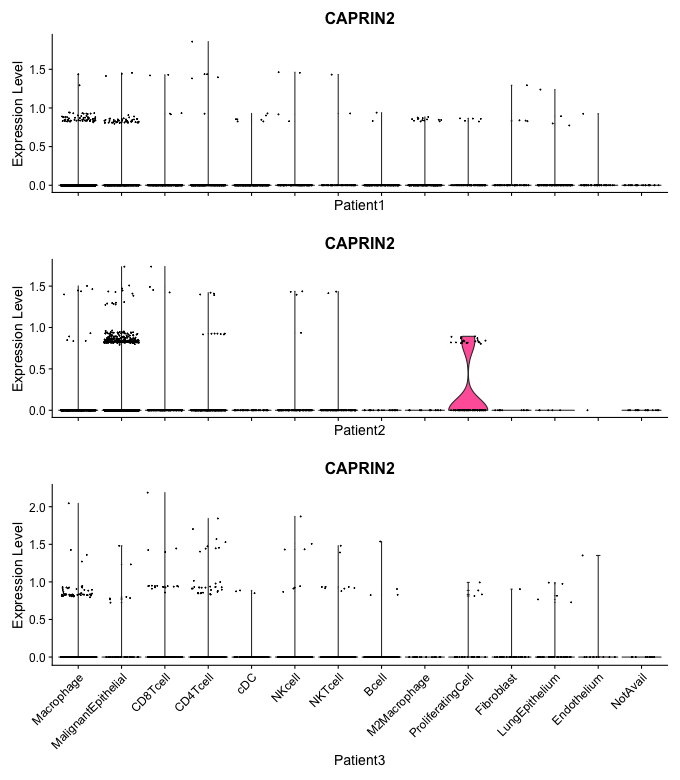 CAPRIN2
Expression Level
1.5
1.0
0.5
0.0
Patient1
CAPRIN2
Expression Level
1.5
1.0
0.5
0.0
Patient2
CAPRIN2
Expression Level
2.0
1.5
1.0
0.5
0.0
Macrophage
MalignantEpithelial
CD8Tcell
CD4Tcell
cDC
NKcell
NKTcell
Bcell
M2Macrophage
ProliferatingCell
Fibroblast
LungEpithelium
Endothelium
NotAvail
Patient3